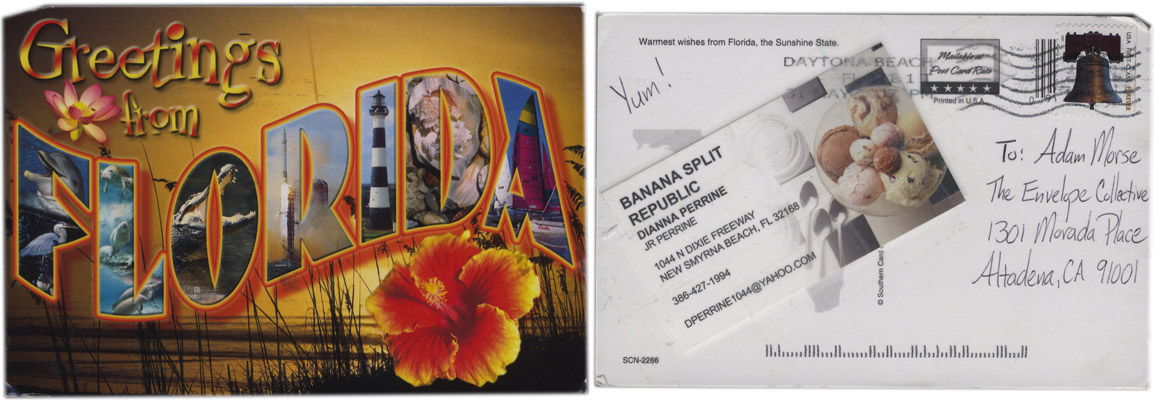 Greetings
from
FLORIDA
Warmest wishes from Florida, the Sunshine State.
Yum!
DAYTONA BEACH
Mailable at
Post Card Rate
Printed in U.S.A.
BANANA SPLIT
REPUBLIC
DIANNA PERRINE
JR PERRINE
1044 N DIXIE FREEWAY
NEW SMYRNA BEACH, FL 32168
386-427-1994
DPERRINE1044@YAHOO.COM
To: Adam Morse
The Envelope Collective
1301 Morada Place
Altadena, CA 91001
© Southern Card
SCN-2266